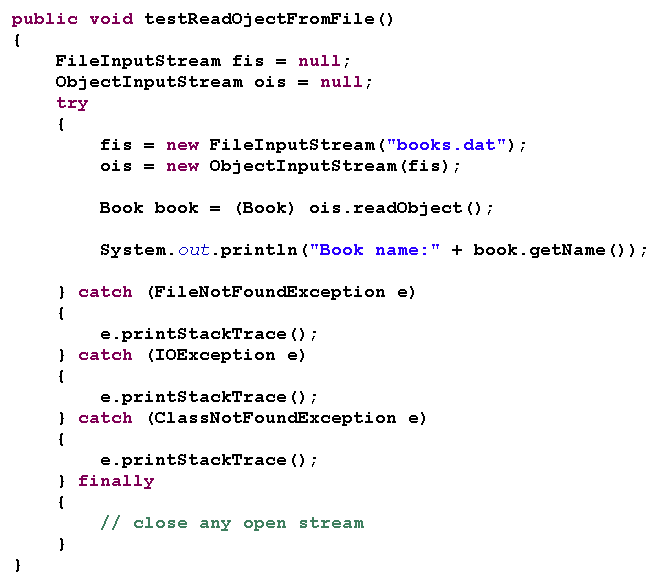 public void testReadOjectFromFile()
{
FileInputStream fis = null;
ObjectInputStream ois = null;
try
{
fis = new FileInputStream("books.dat");
ois = new ObjectInputStream(fis);
Book book = (Book) ois.readObject();
System.out.println("Book name:" + book.getName());
} catch (FileNotFoundException e)
{
e.printStackTrace();
} catch (IOException e)
{
e.printStackTrace();
} catch (ClassNotFoundException e)
{
e.printStackTrace();
} finally
{
// close any open stream
}
}